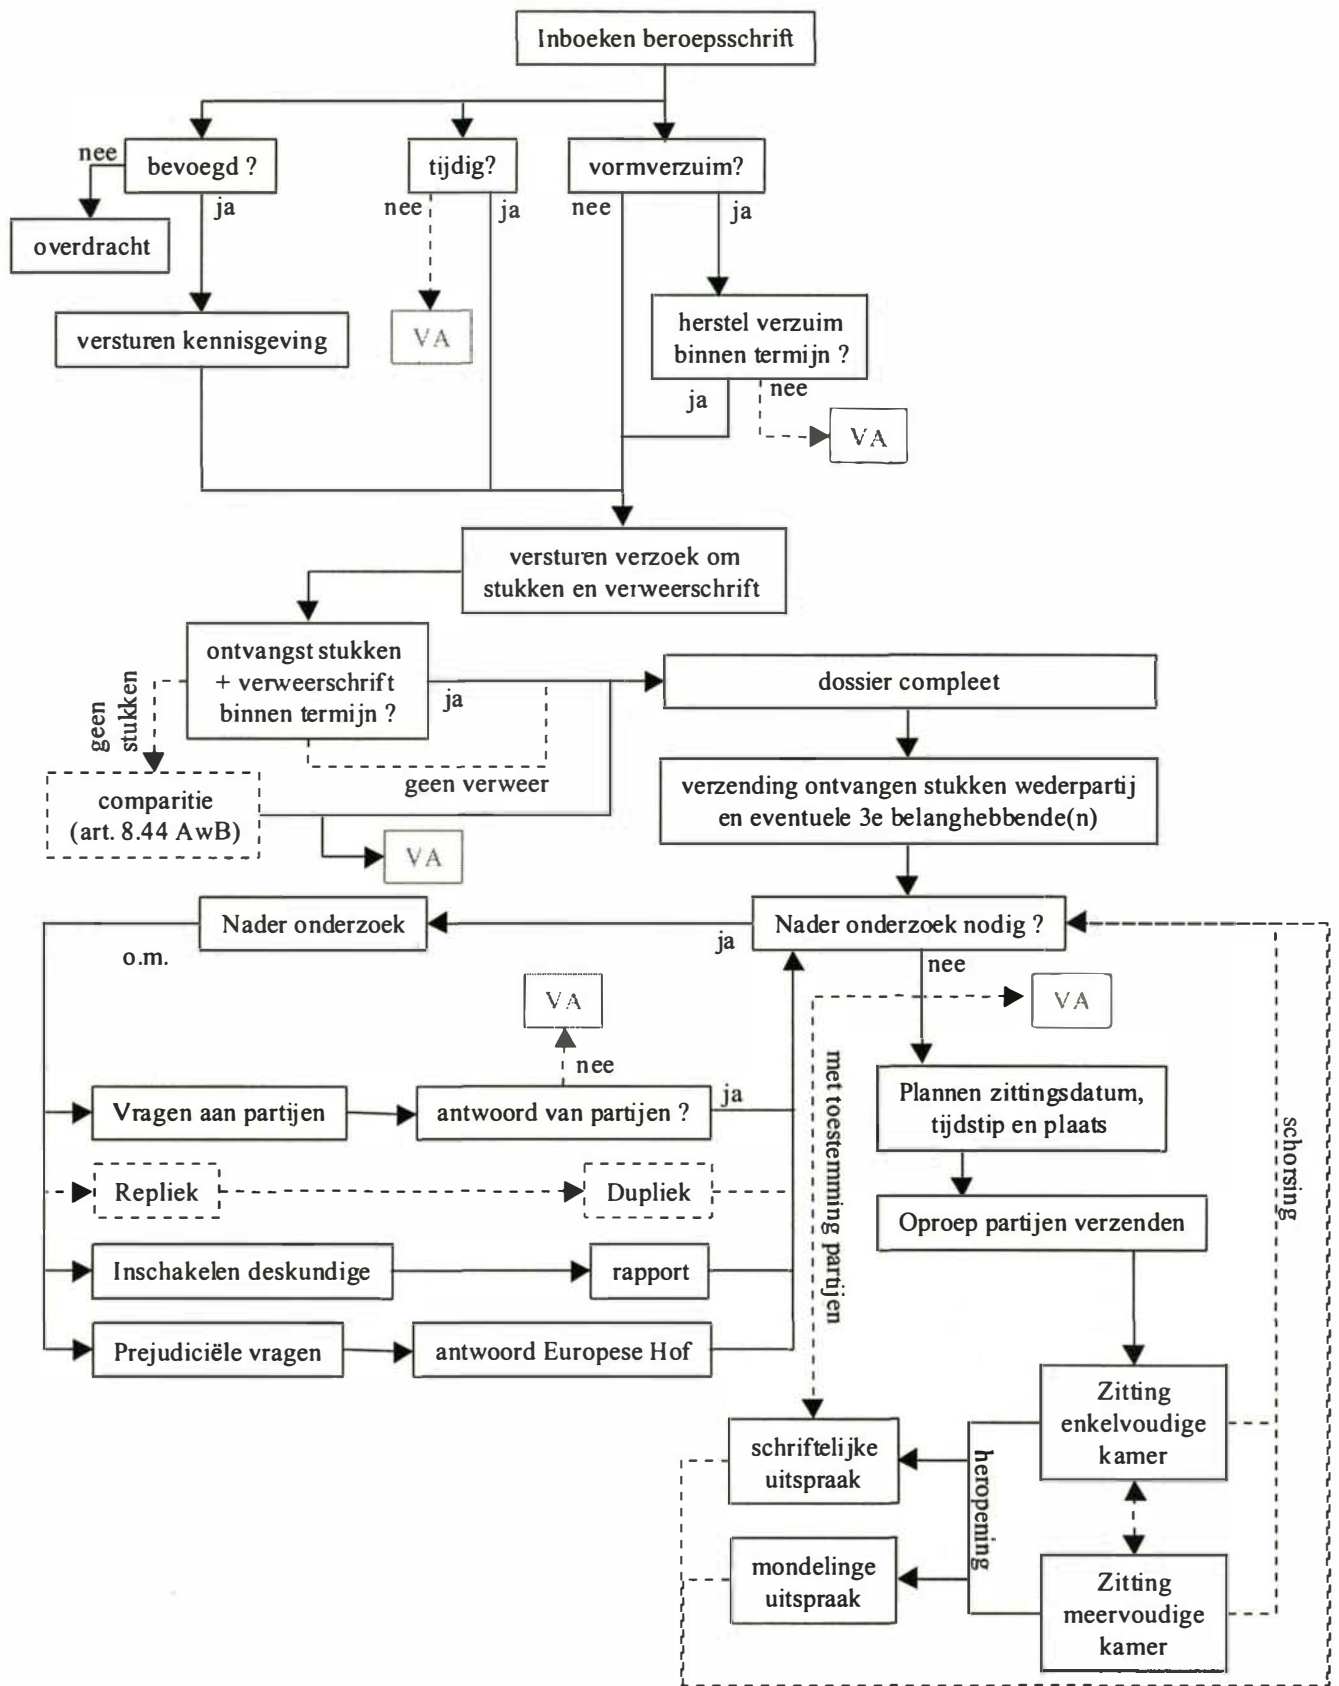 Inboeken beroepsschrift
nee
bevoegd ?
tijdig?
vormverzuim?
ja
nee
ja
nee
ja
overdracht
versturen kennisgeving
VA
herstel verzuim
binnen termijn ?
ja
nee
VA
versturen verzoek om
stukken en verweerschrift
ontvangst stukken
+ verweerschrift
binnen termijn ?
ja
geen
stukken
geen verweer
dossier compleet
comparitie
(art. 8.44 AwB)
VA
verzending ontvangen stukken wederpartij
en eventuele 3e belanghebbende(n)
Nader onderzoek
ja
Nader onderzoek nodig ?
o.m.
nee
VA
VA
nee
Vragen aan partijen
antwoord van partijen ?
ja
met toestemming partijen
Plannen zittingsdatum,
tijdstip en plaats
schorsing
Repliek
Dupliek
Oproep partijen verzenden
Inschakelen deskundige
rapport
Prejudiciële vragen
antwoord Europese Hof
Zitting
enkelvoudige
kamer
schriftelijke
uitspraak
heropening
mondelinge
uitspraak
Zitting
meervoudige
kamer